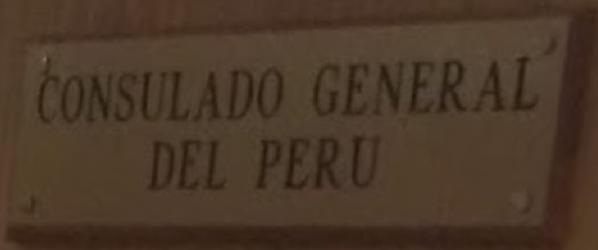 CONSULADO GENERAL
DEL PERU